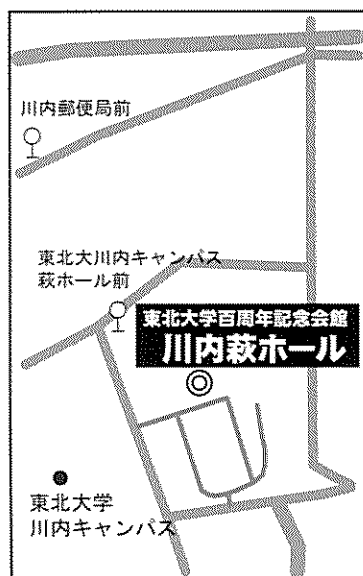 川内郵便局前
東北大川内キャンパス
萩ホール前
東北大学百周年記念会館
川内萩ホール
東北大学
川内キャンパス